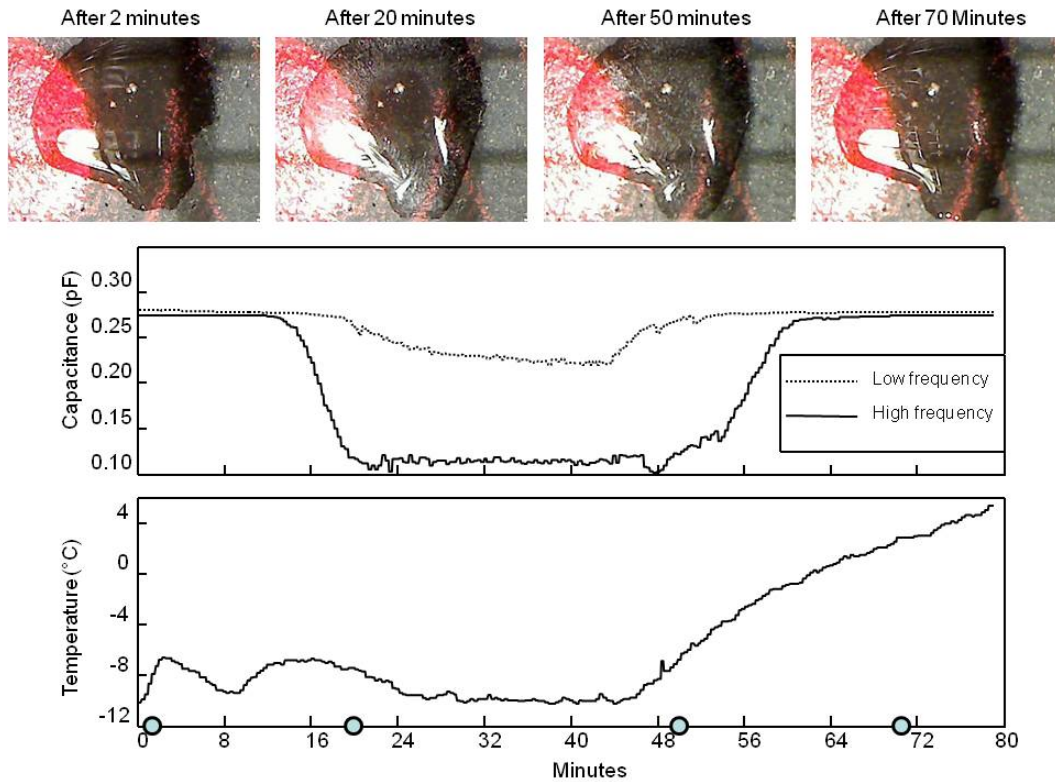 After 2 minutes
After 20 minutes
After 50 minutes
After 70 Minutes
Capacitance (pF)
0.30
0.25
0.20
0.15
0.10
Low frequency
High frequency
Temperature (°C)
4
0
-4
-8
-12
0 8 16 24 32 40 48 56 64 72 80
Minutes